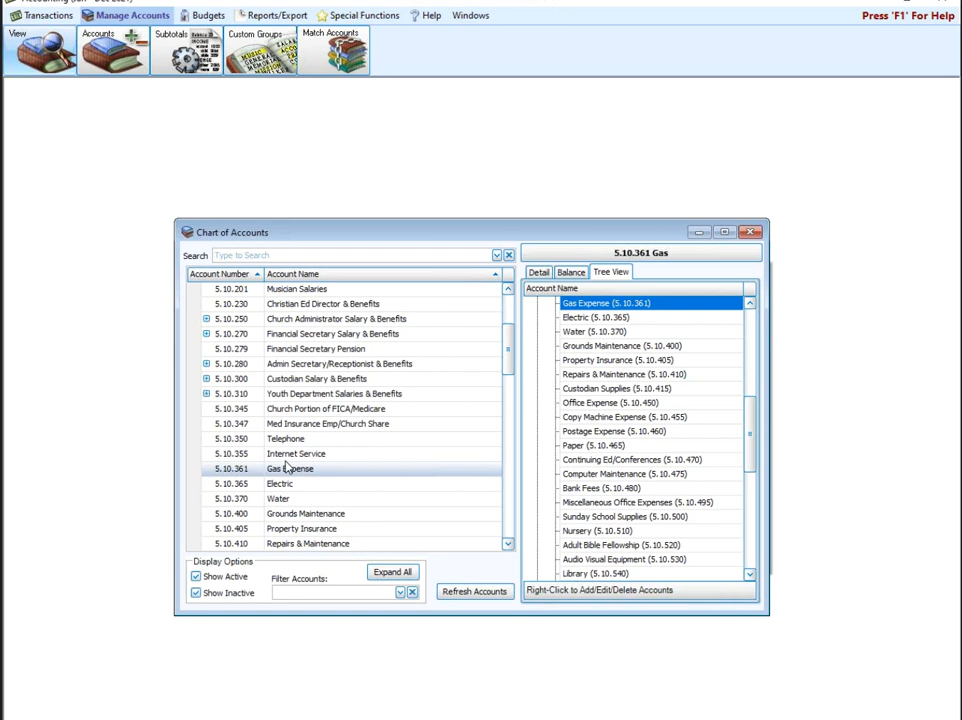 Transactions Manage Accounts Budgets Reports/Export Special Functions Help Windows Press 'F1' For Help
View Accounts Subtotals Custom Groups Match Accounts
Chart of Accounts
Search Type to Search
Account Number Account Name
5.10.201 Musician Salaries
5.10.230 Christian Ed Director & Benefits
5.10.250 Church Administrator Salary & Benefits
5.10.270 Financial Secretary Salary & Benefits
5.10.279 Financial Secretary Pension
5.10.280 Admin Secretary/Receptionist & Benefits
5.10.300 Custodian Salary & Benefits
5.10.310 Youth Department Salaries & Benefits
5.10.345 Church Portion of FICA/Medicare
5.10.347 Med Insurance Emp/Church Share
5.10.350 Telephone
5.10.355 Internet Service
5.10.361 Gas Expense
5.10.365 Electric
5.10.370 Water
5.10.400 Grounds Maintenance
5.10.405 Property Insurance
5.10.410 Repairs & Maintenance
Display Options
Show Active
Show Inactive
Filter Accounts:
Expand All
Refresh Accounts
5.10.361 Gas
Detail Balance Tree View
Account Name
Gas Expense (5.10.361)
Electric (5.10.365)
Water (5.10.370)
Grounds Maintenance (5.10.400)
Property Insurance (5.10.405)
Repairs & Maintenance (5.10.410)
Custodian Supplies (5.10.415)
Office Expense (5.10.450)
Copy Machine Expense (5.10.455)
Postage Expense (5.10.460)
Paper (5.10.465)
Continuing Ed/Conferences (5.10.470)
Computer Maintenance (5.10.475)
Bank Fees (5.10.480)
Miscellaneous Office Expenses (5.10.495)
Sunday School Supplies (5.10.500)
Nursery (5.10.510)
Adult Bible Fellowship (5.10.520)
Audio Visual Equipment (5.10.530)
Library (5.10.540)
Right-Click to Add/Edit/Delete Accounts